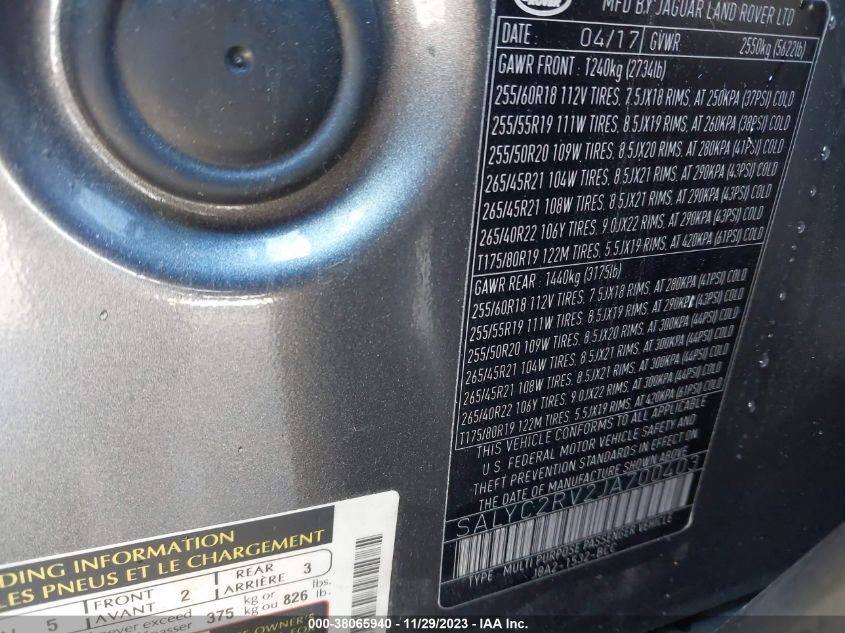 ROVER
MFD BY JAGUAR LAND ROVER LTD
DATE 04/17 GVWR 2550kg (5622lb)
GAWR FRONT : 1240kg (2734lb)
255/60R18 112V TIRES, 7.5JX18 RIMS, AT 250KPA (37PSI) COLD
255/55R19 111W TIRES, 8.5JX19 RIMS, AT 260KPA (38PSI) COLD
255/50R20 109W TIRES, 8.5JX20 RIMS, AT 280KPA (41PSI) COLD
265/45R21 104W TIRES, 8.5JX21 RIMS, AT 290KPA (43PSI) COLD
265/45R21 108W TIRES, 8.5JX21 RIMS, AT 290KPA (43PSI) COLD
265/40R22 106Y TIRES, 9.0JX22 RIMS, AT 290KPA (43PSI) COLD
T175/80R19 122M TIRES, 5.5JX19 RIMS, AT 420KPA (61PSI) COLD
GAWR REAR : 1440kg (3175lb)
255/60R18 112V TIRES, 7.5JX18 RIMS, AT 280KPA (41PSI) COLD
255/55R19 111W TIRES, 8.5JX19 RIMS, AT 290KPA (43PSI) COLD
255/50R20 109W TIRES, 8.5JX20 RIMS, AT 300KPA (44PSI) COLD
265/45R21 104W TIRES, 8.5JX21 RIMS, AT 300KPA (44PSI) COLD
265/45R21 108W TIRES, 8.5JX21 RIMS, AT 300KPA (44PSI) COLD
265/40R22 106Y TIRES, 9.0JX22 RIMS, AT 300KPA (44PSI) COLD
T175/80R19 122M TIRES, 5.5JX19 RIMS, AT 420KPA (61PSI) COLD
THIS VEHICLE CONFORMS TO ALL APPLICABLE
U.S. FEDERAL MOTOR VEHICLE SAFETY AND
THEFT PREVENTION STANDARDS IN EFFECT ON
THE DATE OF MANUFACTURE SHOWN ABOVE
SALYC2RV2JA700403
TYPE MULTI PURPOSE PASSENGER VEHICLE
DING INFORMATION
LES PNEUS ET LE CHARGEMENT
5 FRONT AVANT 2 REAR ARRIÈRE 3
never exceed 375 kg or kg ou 826 lbs. lb.
OWNER'S
FOR
000-38065940 - 11/29/2023 - IAAI.com